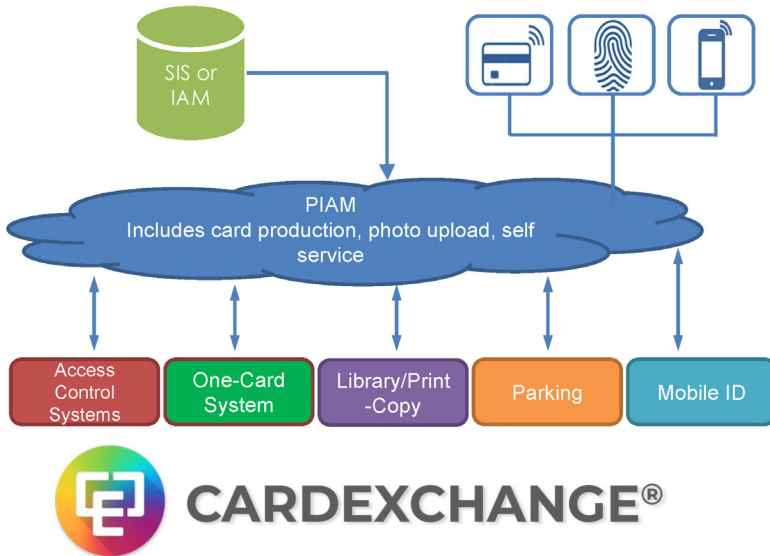 SIS or
IAM
PIAM
Includes card production, photo upload, self
service
Access
Control
Systems
One-Card
System
Library/Print
-Copy
Parking
Mobile ID
CARDEXCHANGE®